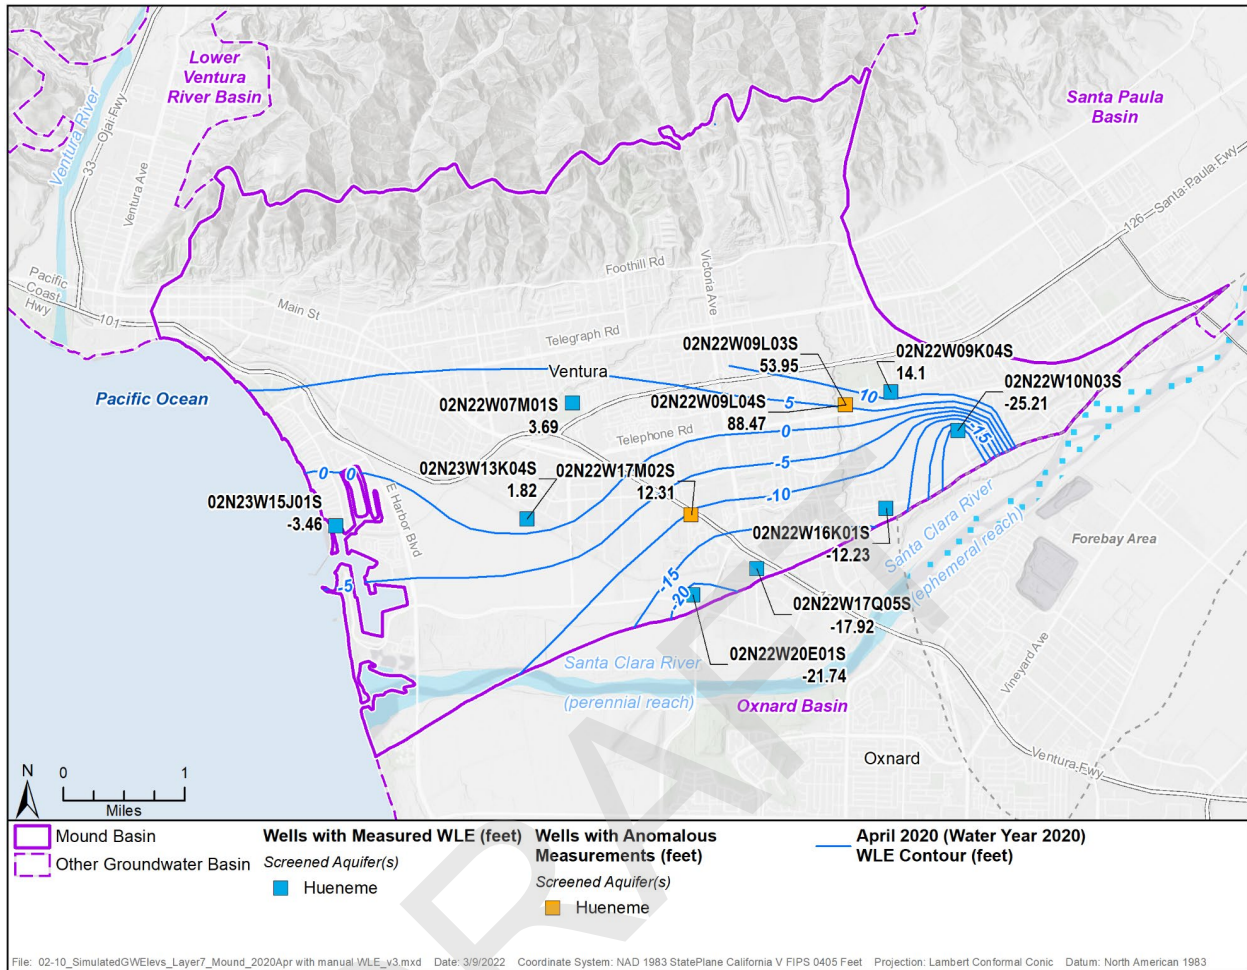 Lower
Ventura
River Basin
Santa Paula
Basin
Ventura River
33
Ojai Fwy
Ventura Ave
126
Santa Paula Fwy
Foothill Rd
Victoria Ave
Pacific
Coast
Hwy
101
Main St
Telegraph Rd
02N22W09L03S
53.95
02N22W09K04S
14.1
Ventura
Pacific Ocean
02N22W10N03S
-25.21
02N22W07M01S
3.69
02N22W09L04S
88.47
5
10
-15
Telephone Rd
0
-5
-10
02N23W13K04S
1.82
02N22W17M02S
12.31
0
0
02N23W15J01S
-3.46
E Harbor Blvd
02N22W16K01S
-12.23
Santa Clara River
(ephemeral reach)
Forebay Area
-5
-15
-20
02N22W17Q05S
-17.92
02N22W20E01S
-21.74
Santa Clara River
(perennial reach)
Oxnard Basin
Vineyard Ave
Oxnard
Ventura Fwy
N
0
1
Miles
DRAFT
Mound Basin
Other Groundwater Basin
Wells with Measured WLE (feet)
Screened Aquifer(s)
Hueneme
Wells with Anomalous
Measurements (feet)
Screened Aquifer(s)
Hueneme
April 2020 (Water Year 2020)
WLE Contour (feet)
File: 02-10_SimulatedGWElevs_Layer7_Mound_2020Apr with manual WLE_v3.mxd Date: 3/9/2022 Coordinate System: NAD 1983 StatePlane California V FIPS 0405 Feet Projection: Lambert Conformal Conic Datum: North American 1983